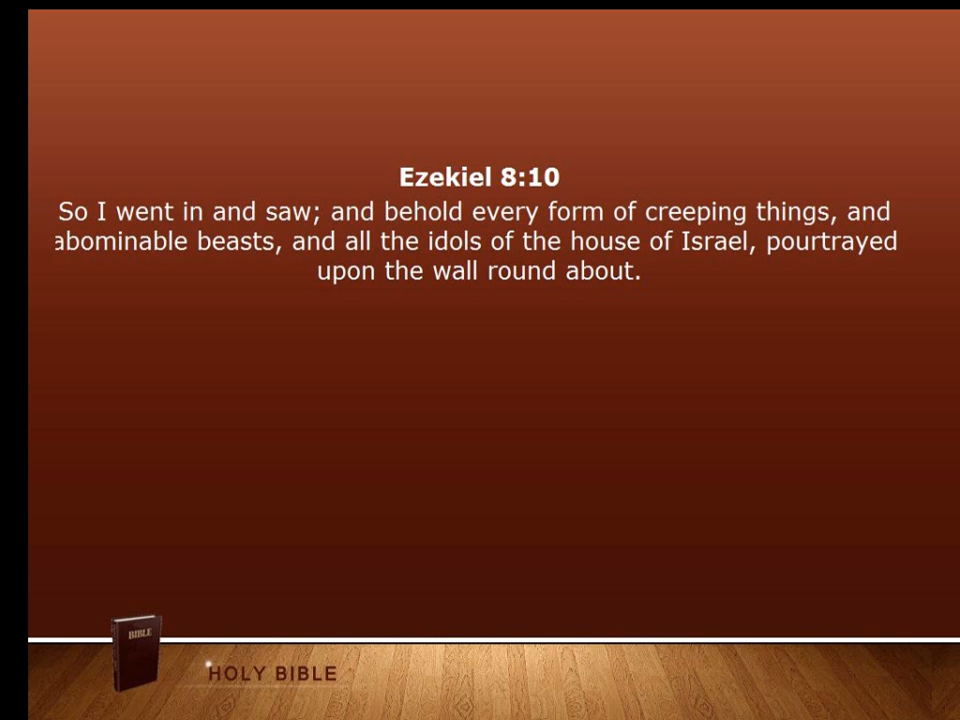 Ezekiel 8:10
So I went in and saw; and behold every form of creeping things, and
abominable beasts, and all the idols of the house of Israel, pourtrayed
upon the wall round about.
BIBLE
HOLY BIBLE